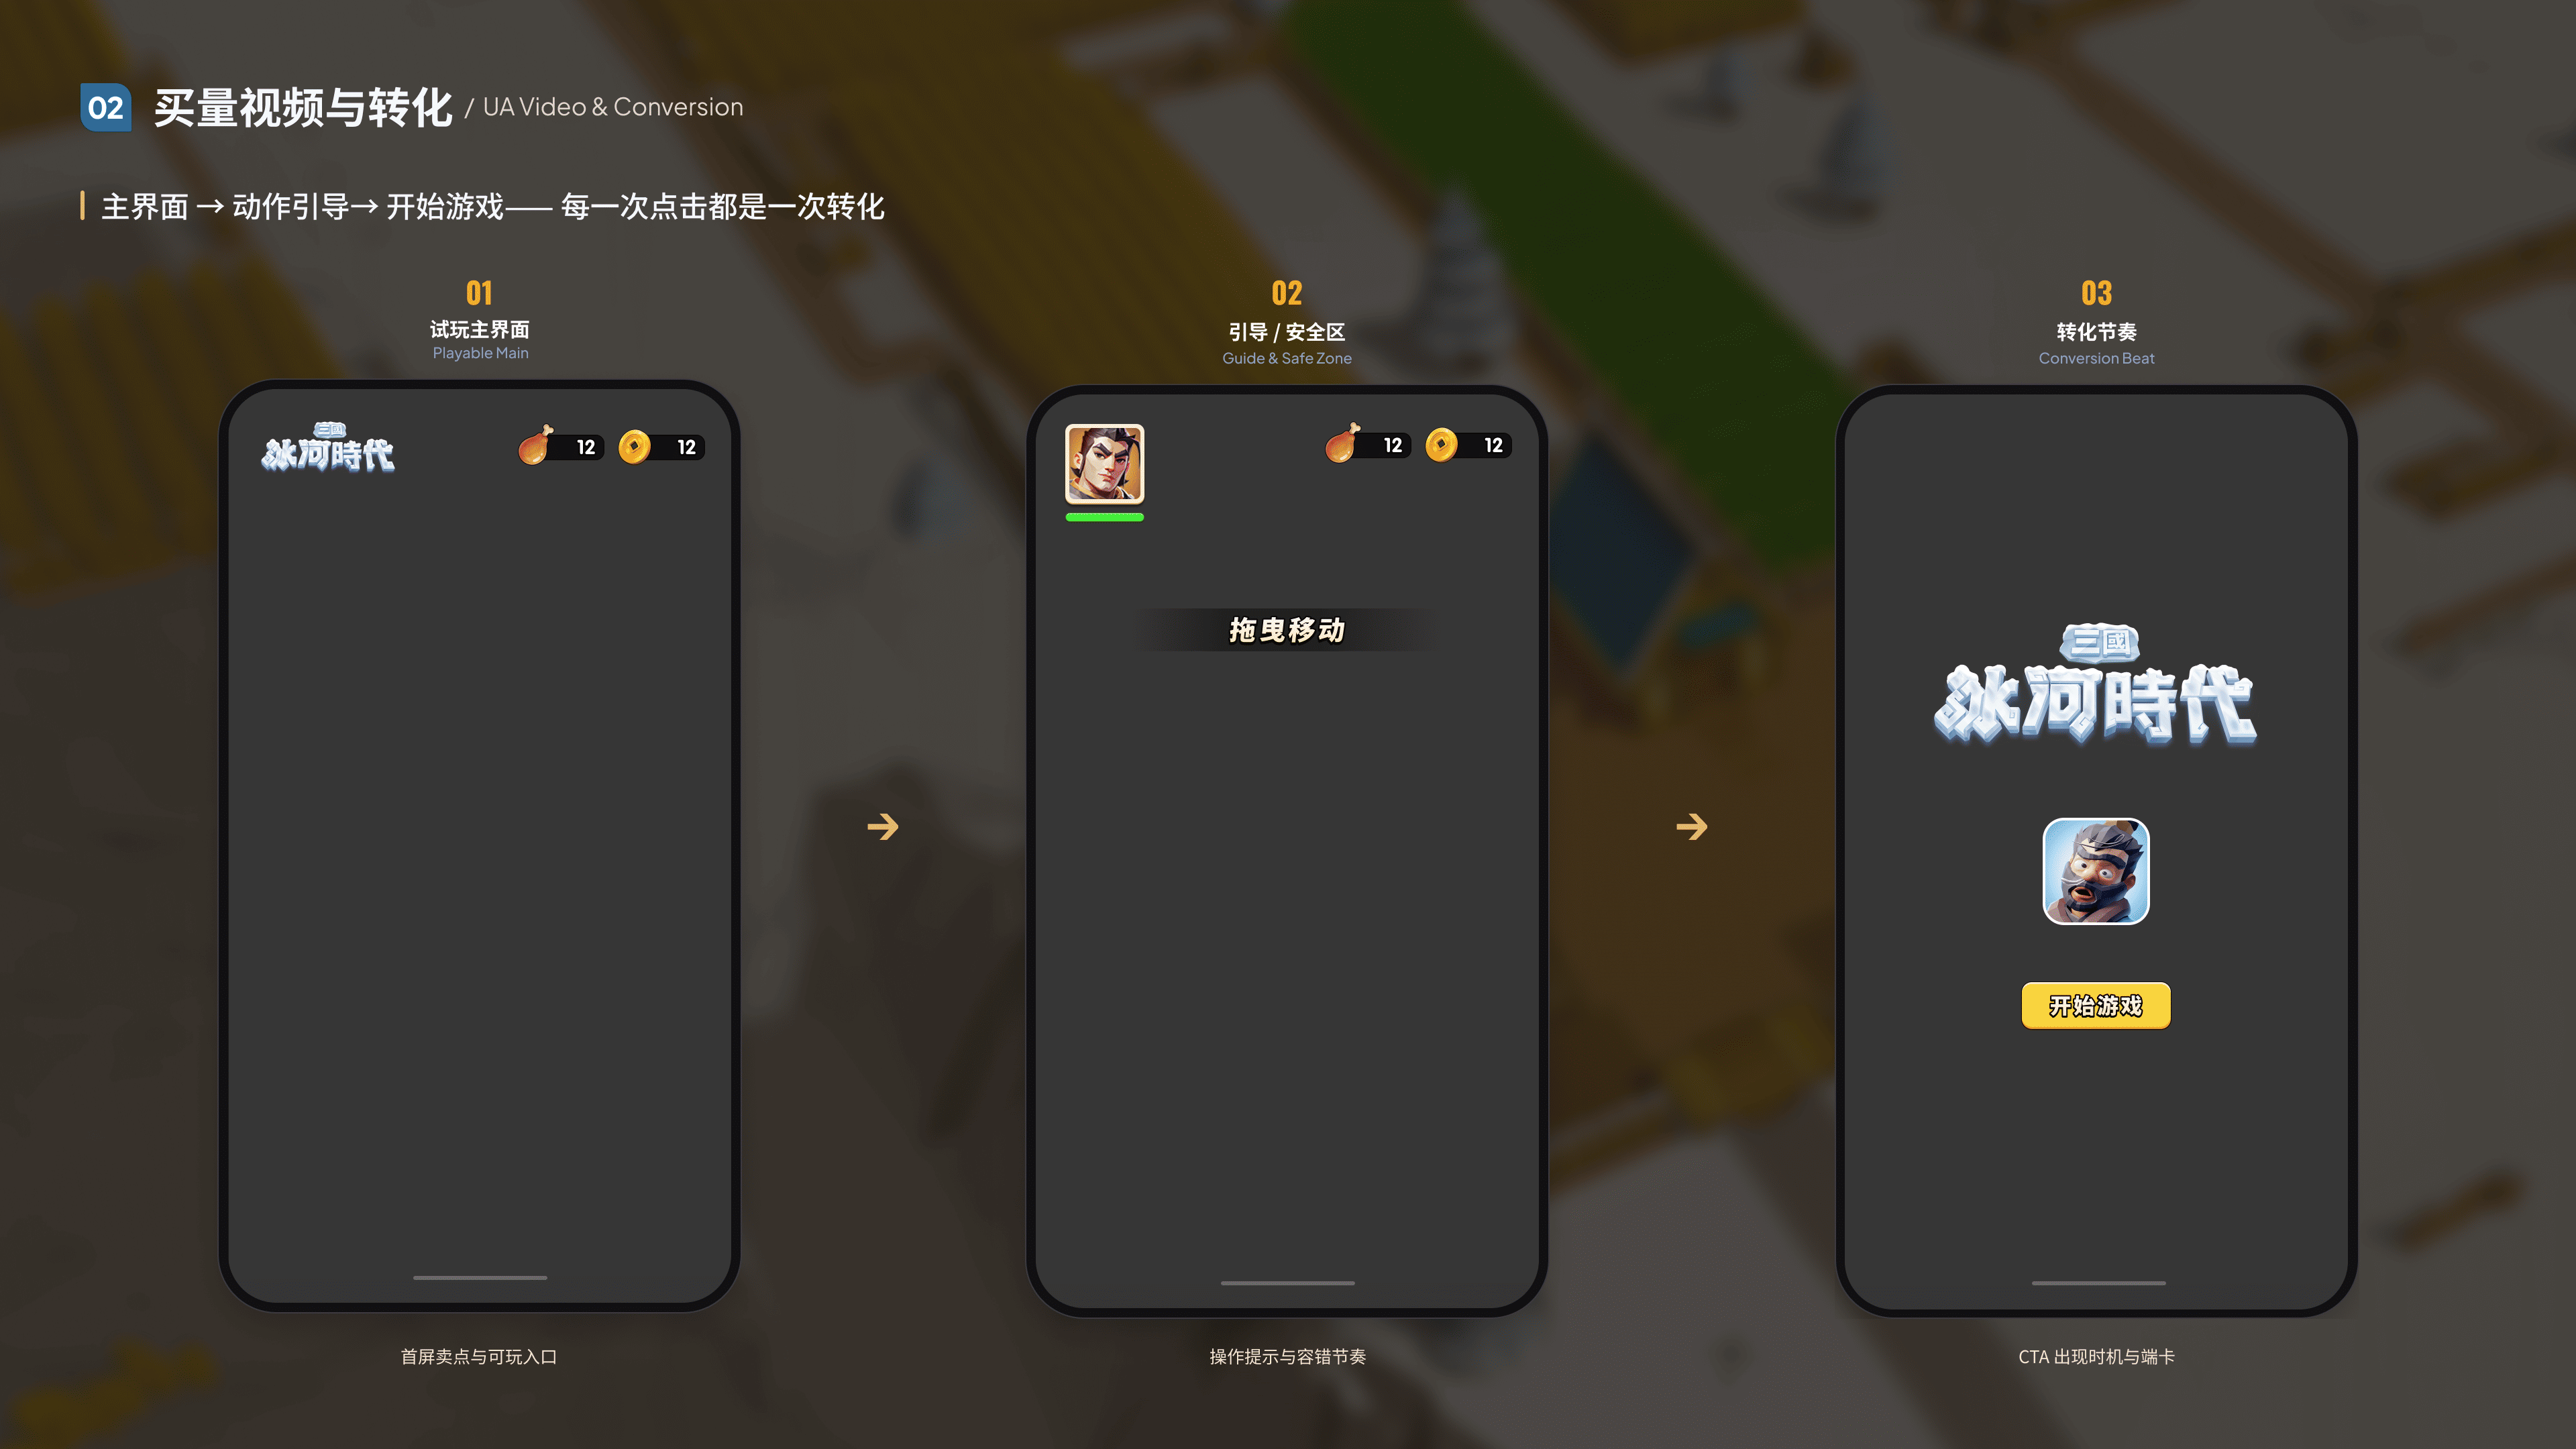 02 买量视频与转化 / UA Video & Conversion
主界面 → 动作引导→ 开始游戏—— 每一次点击都是一次转化
01
试玩主界面
Playable Main
三國
冰河時代
12
12
首屏卖点与可玩入口
02
引导 / 安全区
Guide & Safe Zone
12
12
拖曳移动
操作提示与容错节奏
03
转化节奏
Conversion Beat
三國
冰河時代
开始游戏
CTA 出现时机与端卡